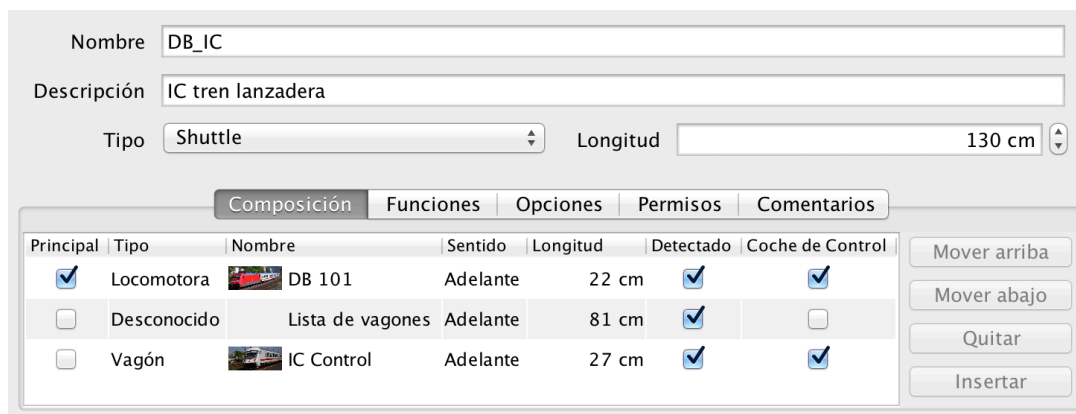 Nombre DB_IC
Descripción IC tren lanzadera
Tipo Shuttle Longitud 130 cm
Composición Funciones Opciones Permisos Comentarios
Principal Tipo Nombre Sentido Longitud Detectado Coche de Control
Locomotora DB 101 Adelante 22 cm
Desconocido Lista de vagones Adelante 81 cm
Vagón IC Control Adelante 27 cm
Mover arriba
Mover abajo
Quitar
Insertar